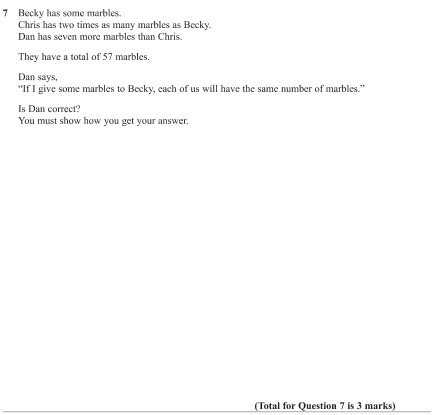 7 Becky has some marbles.
Chris has two times as many marbles as Becky.
Dan has seven more marbles than Chris.
They have a total of 57 marbles.
Dan says,
“If I give some marbles to Becky, each of us will have the same number of marbles.”
Is Dan correct?
You must show how you get your answer.
(Total for Question 7 is 3 marks)